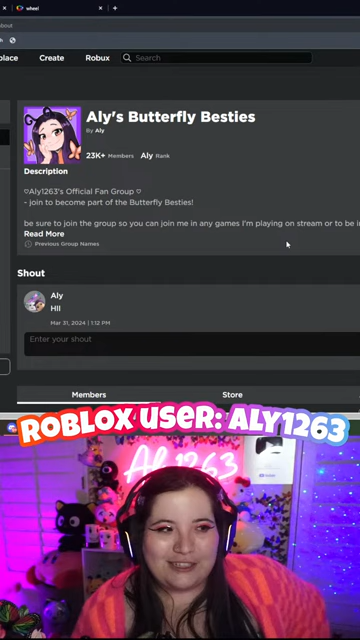 wheel
about
place Create Robux Search
Aly's Butterfly Besties
By Aly
23K+ Members Aly Rank
Description
♡Aly1263's Official Fan Group ♡
- join to become part of the Butterfly Besties!
be sure to join the group so you can join me in any games I'm playing on stream or to be i
Read More
Previous Group Names
Shout
Aly
HII
Mar 31, 2024 | 1:12 PM
Enter your shout
Members Store
ROBLOX USER: ALY1263
Aly1263